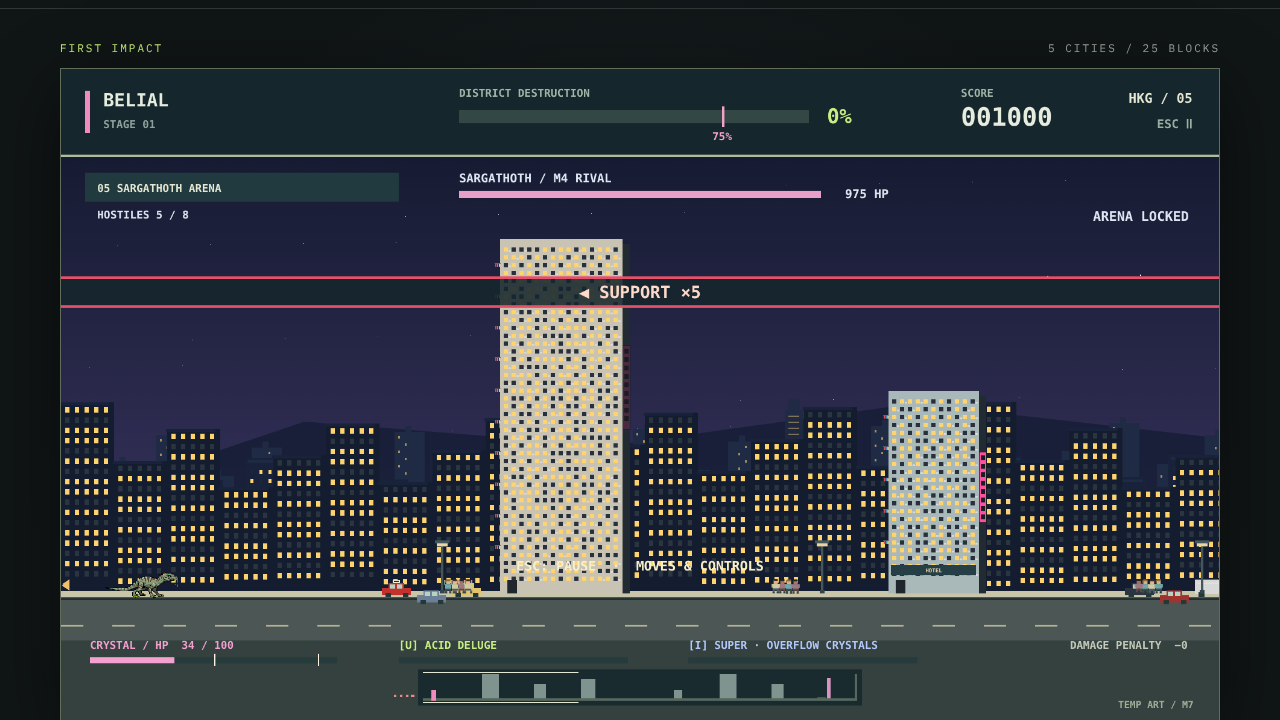 FIRST IMPACT
5 CITIES / 25 BLOCKS
BELIAL
STAGE 01
DISTRICT DESTRUCTION
0%
75%
SCORE
001000
HKG / 05
ESC II
05 SARGATHOTH ARENA
HOSTILES 5 / 8
SARGATHOTH / M4 RIVAL
975 HP
ARENA LOCKED
◀ SUPPORT ×5
ESC: PAUSE
MOVES & CONTROLS
HOTEL
CRYSTAL / HP 34 / 100
[U] ACID DELUGE
[I] SUPER · OVERFLOW CRYSTALS
DAMAGE PENALTY −0
TEMP ART / M7